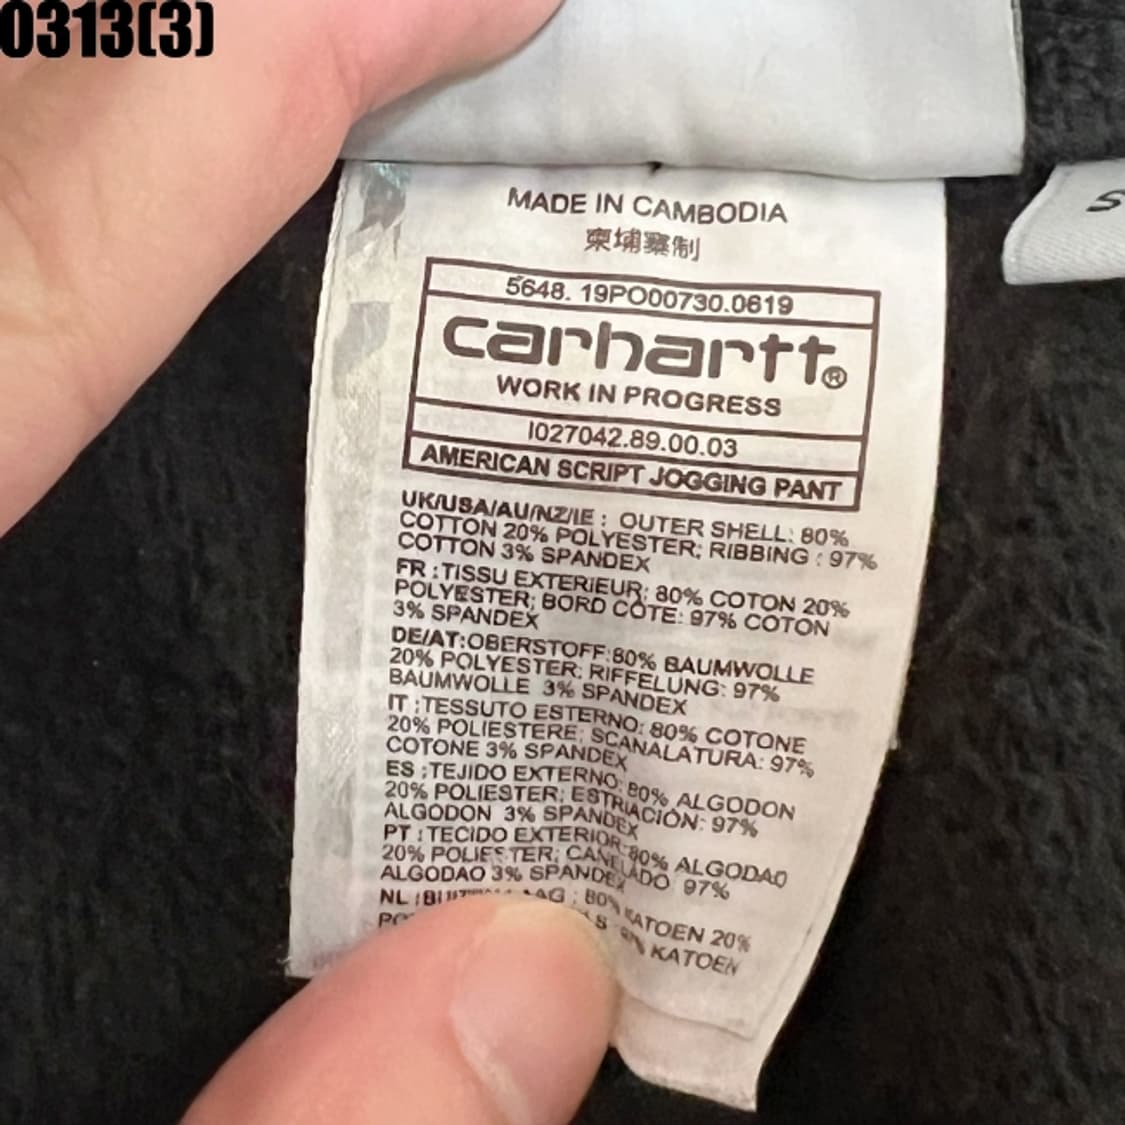 0313(3)
MADE IN CAMBODIA
柬埔寨制
S
5648. 19PO00730.0619
carhartt®
WORK IN PROGRESS
I027042.89.00.03
AMERICAN SCRIPT JOGGING PANT
UK/USA/AU/NZ/IE : OUTER SHELL: 80%
COTTON 20% POLYESTER; RIBBING : 97%
COTTON 3% SPANDEX
FR :TISSU EXTERIEUR; 80% COTON 20%
POLYESTER; BORD CÔTE: 97% COTON
3% SPANDEX
DE/AT:OBERSTOFF:80% BAUMWOLLE
20% POLYESTER; RIFFELUNG: 97%
BAUMWOLLE 3% SPANDEX
IT :TESSUTO ESTERNO: 80% COTONE
20% POLIESTERE; SCANALATURA: 97%
COTONE 3% SPANDEX
ES :TEJIDO EXTERNO: 80% ALGODON
20% POLIESTER; ESTRIACIÓN: 97%
ALGODON 3% SPANDEX
PT :TECIDO EXTERIOR:80% ALGODAO
20% POLIESTER; CANELADO 97%
ALGODAO 3% SPANDEX
NL : 80% KATOEN 20%
97% KATOEN